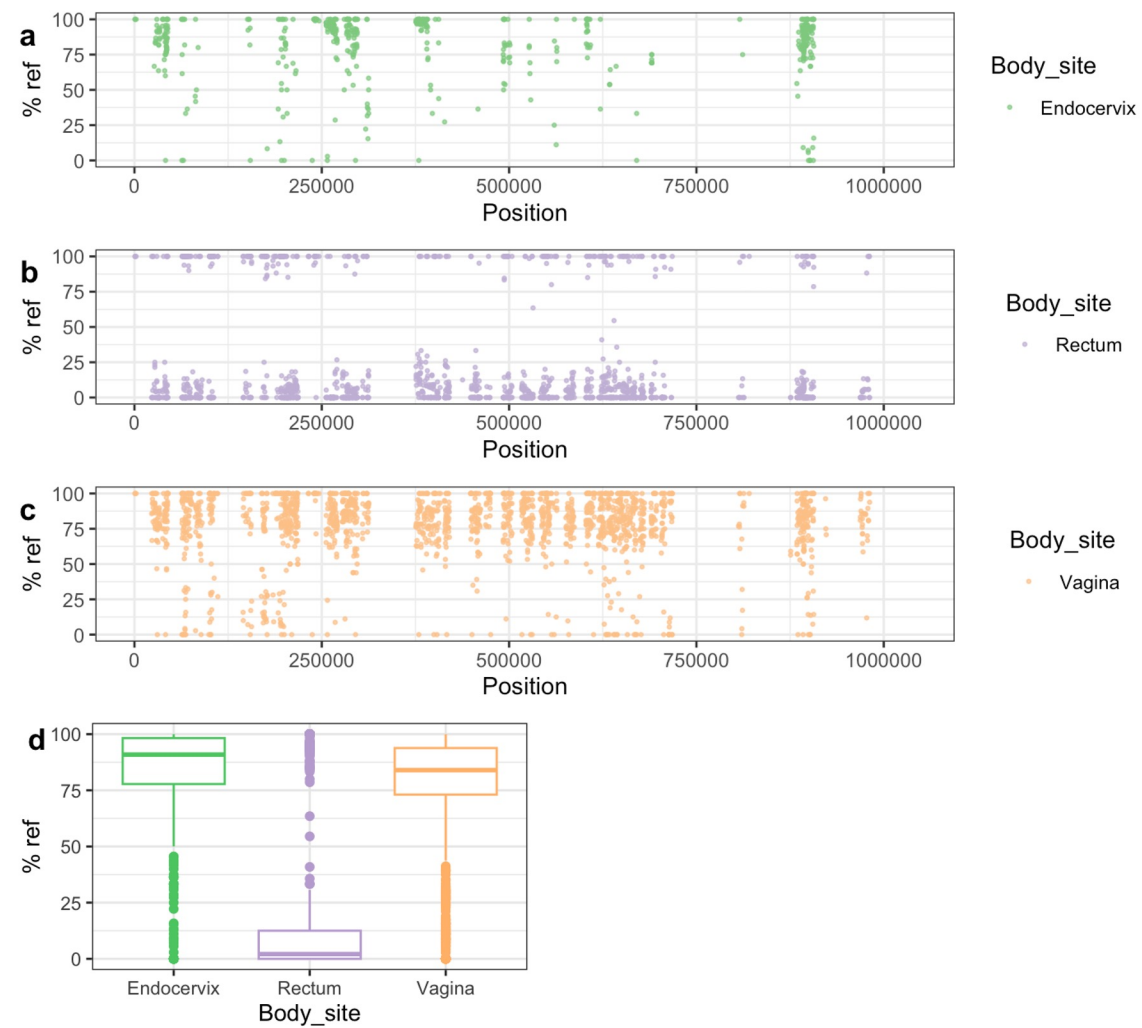 a
% ref
100
75
50
25
0
0 250000 500000 750000 1000000
Position
Body_site
Endocervix
b
% ref
100
75
50
25
0
0 250000 500000 750000 1000000
Position
Body_site
Rectum
c
% ref
100
75
50
25
0
0 250000 500000 750000 1000000
Position
Body_site
Vagina
d
% ref
100
75
50
25
0
Endocervix Rectum Vagina
Body_site